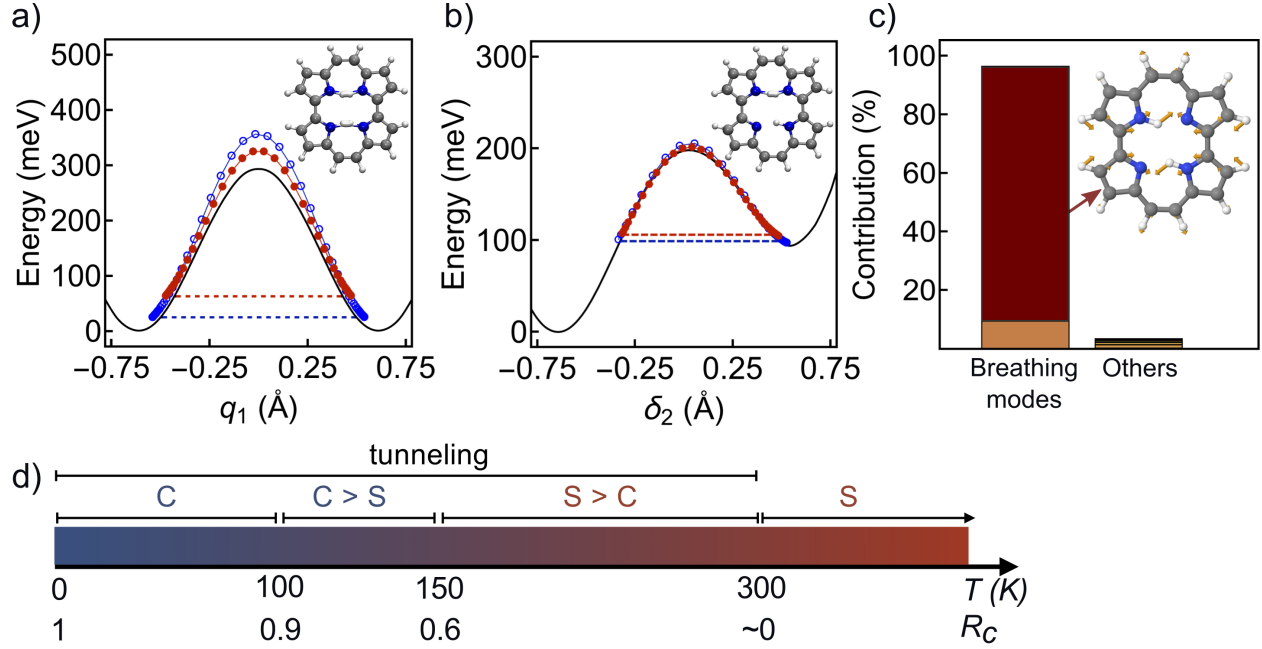 a)
500
400
300
200
100
0
Energy (meV)
−0.75 −0.25 0.25 0.75
q1 (Å)
b)
300
200
100
0
Energy (meV)
−0.75 −0.25 0.25 0.75
δ2 (Å)
c)
100
80
60
40
20
Contribution (%)
Breathing
modes
Others
d)
tunneling
C C > S S > C S
0 100 150 300 T (K)
1 0.9 0.6 ~0 Rc